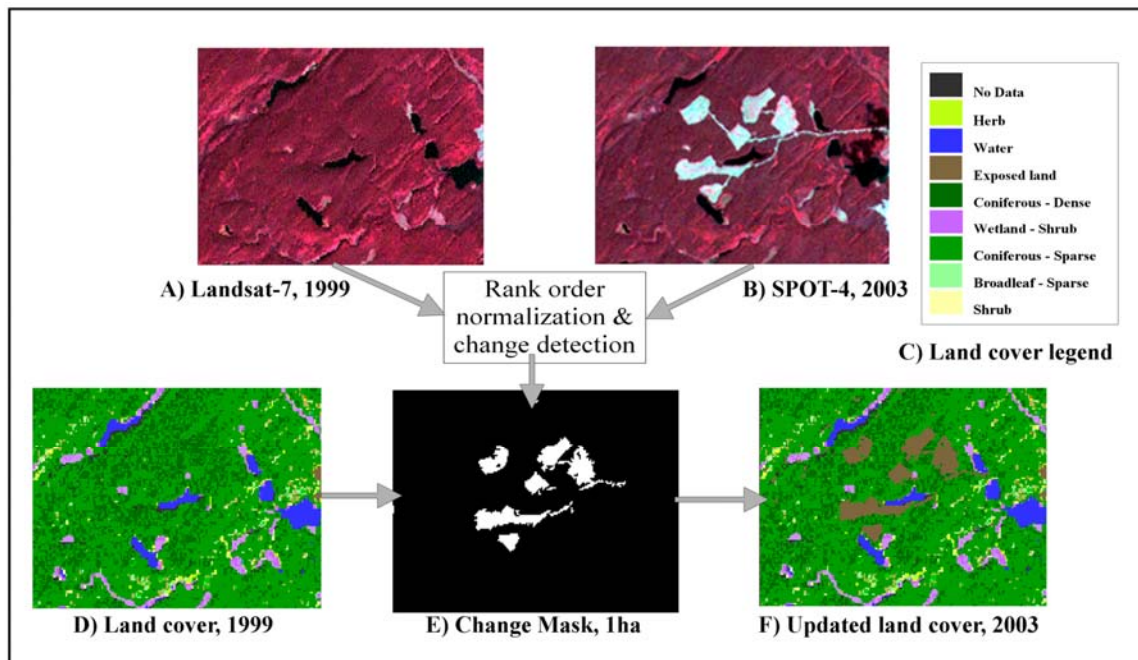 No Data
Herb
Water
Exposed land
Coniferous - Dense
Wetland - Shrub
Coniferous - Sparse
Broadleaf - Sparse
Shrub
A) Landsat-7, 1999
B) SPOT-4, 2003
C) Land cover legend
Rank order
normalization &
change detection
D) Land cover, 1999
E) Change Mask, 1ha
F) Updated land cover, 2003